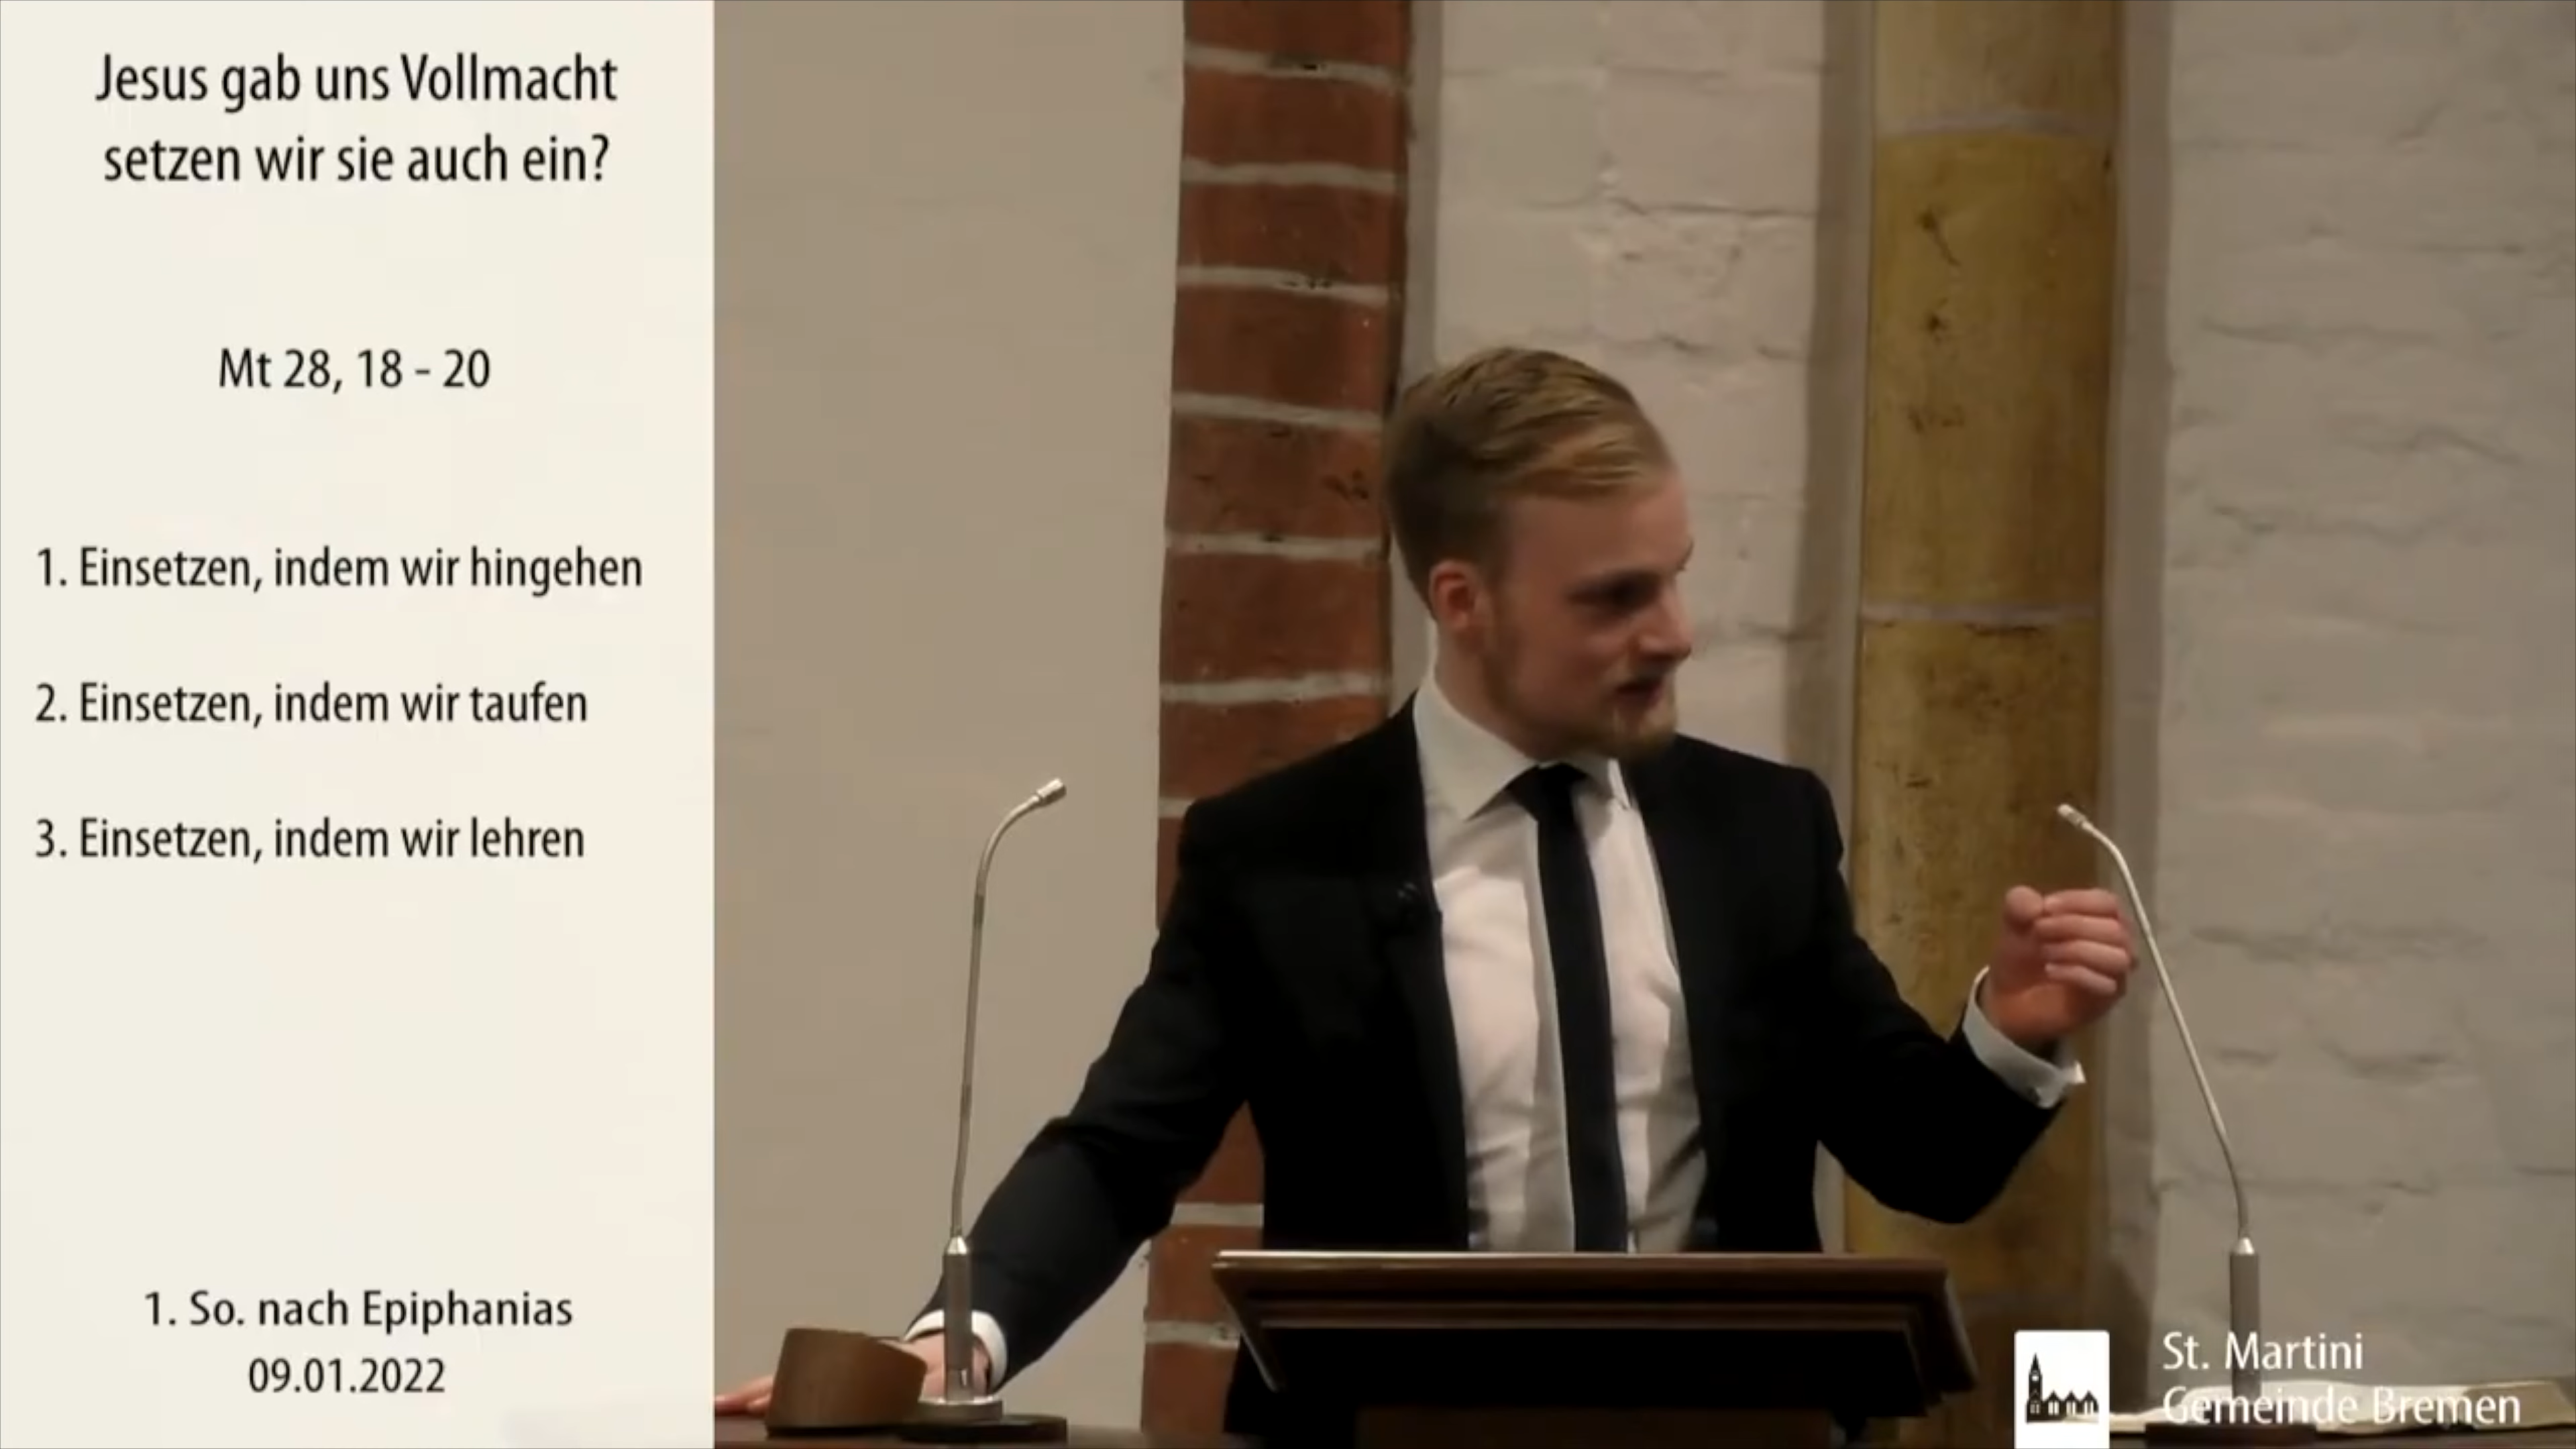 Jesus gab uns Vollmacht
setzen wir sie auch ein?
Mt 28, 18 - 20
1. Einsetzen, indem wir hingehen
2. Einsetzen, indem wir taufen
3. Einsetzen, indem wir lehren
1. So. nach Epiphanias
09.01.2022
St. Martini
Gemeinde Bremen